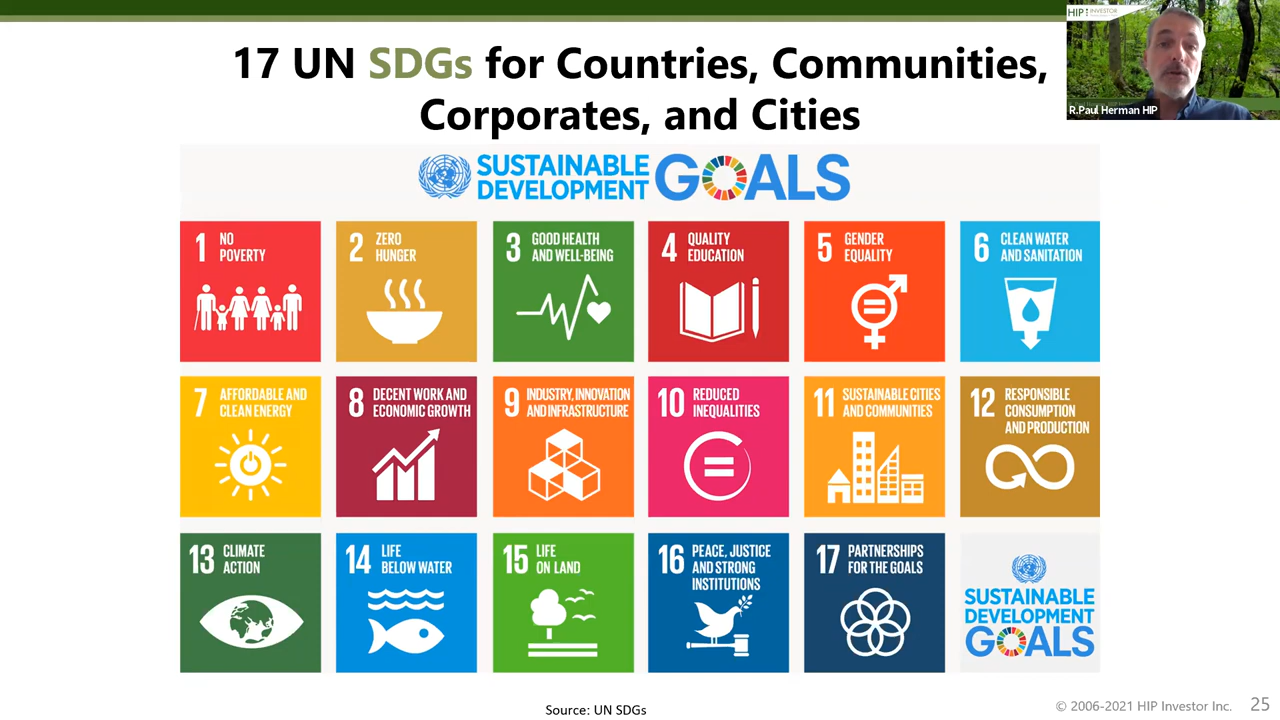 17 UN SDGs for Countries, Communities,
Corporates, and Cities
HIP INVESTOR
R.Paul Herman HIP
SUSTAINABLE
DEVELOPMENT
GOALS
1 NO
POVERTY
2 ZERO
HUNGER
3 GOOD HEALTH
AND WELL-BEING
4 QUALITY
EDUCATION
5 GENDER
EQUALITY
6 CLEAN WATER
AND SANITATION
7 AFFORDABLE AND
CLEAN ENERGY
8 DECENT WORK AND
ECONOMIC GROWTH
9 INDUSTRY, INNOVATION
AND INFRASTRUCTURE
10 REDUCED
INEQUALITIES
11 SUSTAINABLE CITIES
AND COMMUNITIES
12 RESPONSIBLE
CONSUMPTION
AND PRODUCTION
13 CLIMATE
ACTION
14 LIFE
BELOW WATER
15 LIFE
ON LAND
16 PEACE, JUSTICE
AND STRONG
INSTITUTIONS
17 PARTNERSHIPS
FOR THE GOALS
SUSTAINABLE
DEVELOPMENT
GOALS
Source: UN SDGs
© 2006-2021 HIP Investor Inc. 25